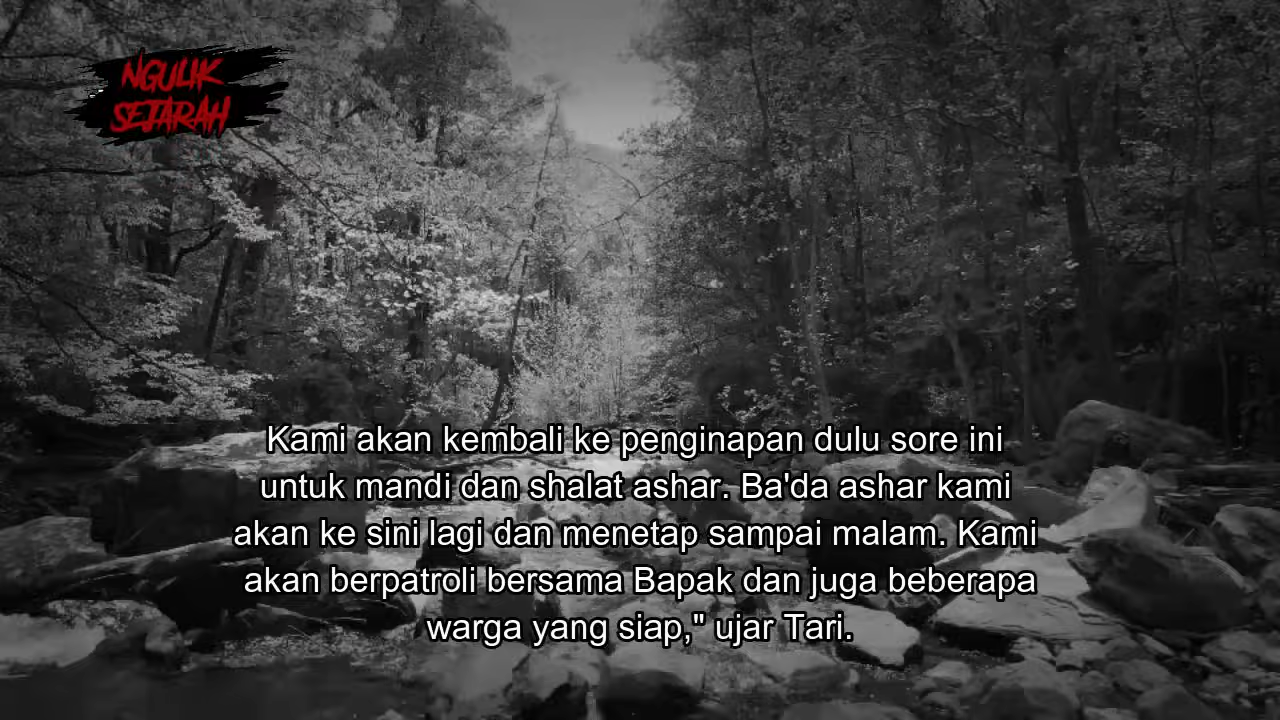 NGULIK
SEJARAH
Kami akan kembali ke penginapan dulu sore ini
untuk mandi dan shalat ashar. Ba'da ashar kami
akan ke sini lagi dan menetap sampai malam. Kami
akan berpatroli bersama Bapak dan juga beberapa
warga yang siap," ujar Tari.